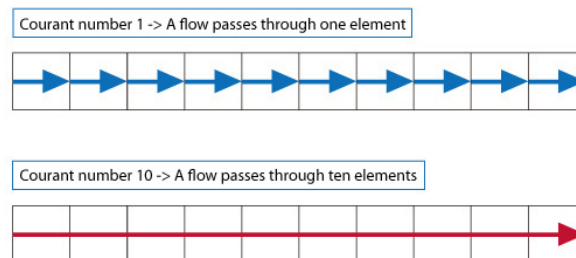 Courant number 1 -> A flow passes through one element
Courant number 10 -> A flow passes through ten elements